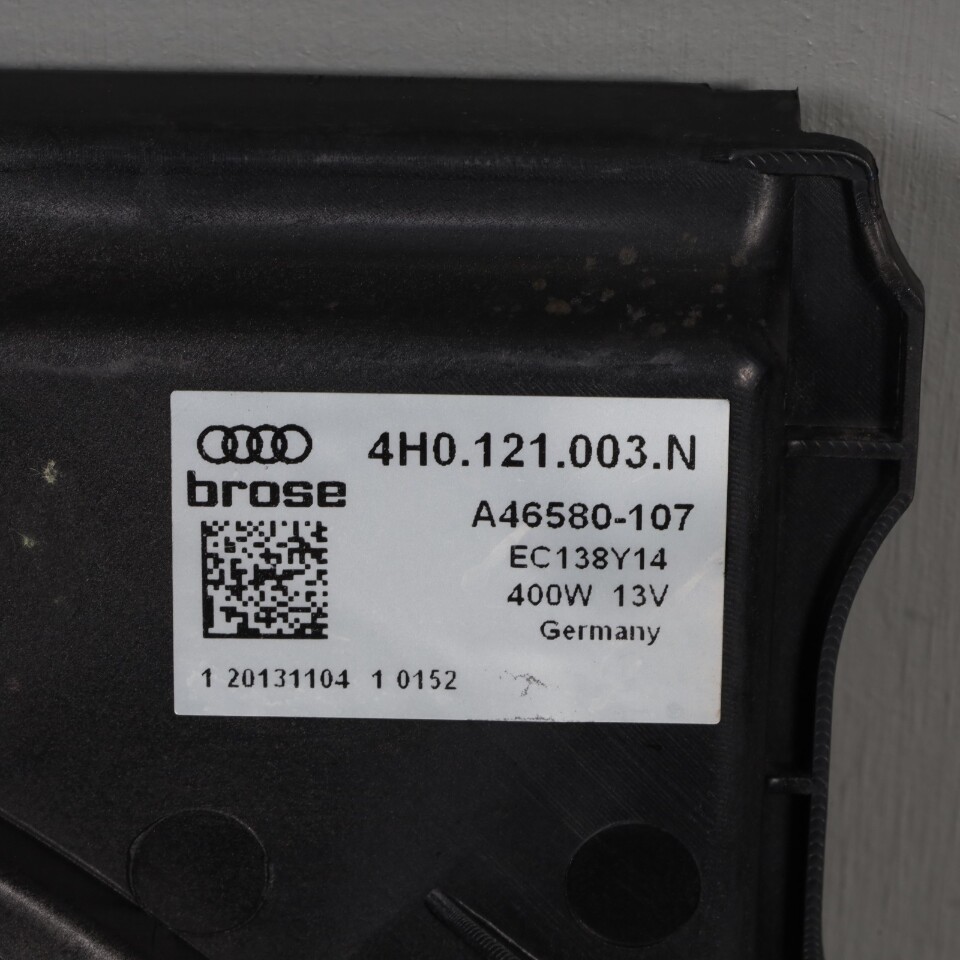 4H0.121.003.N
brose
A46580-107
EC138Y14
400W 13V
Germany
1 20131104 1 0152